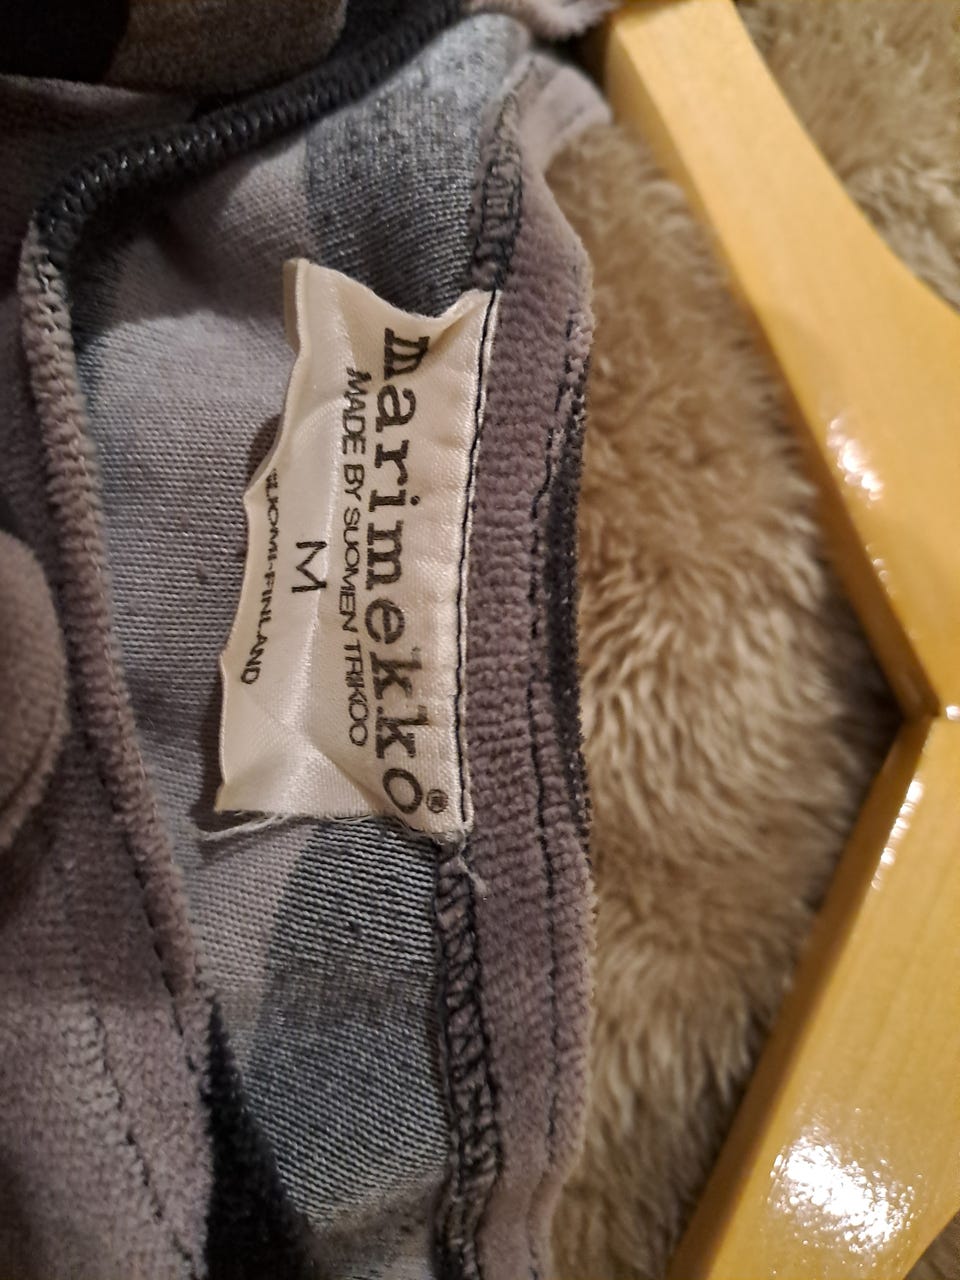 marimekko®
MADE BY SUOMEN TRIKOO
M
SUOMI-FINLAND